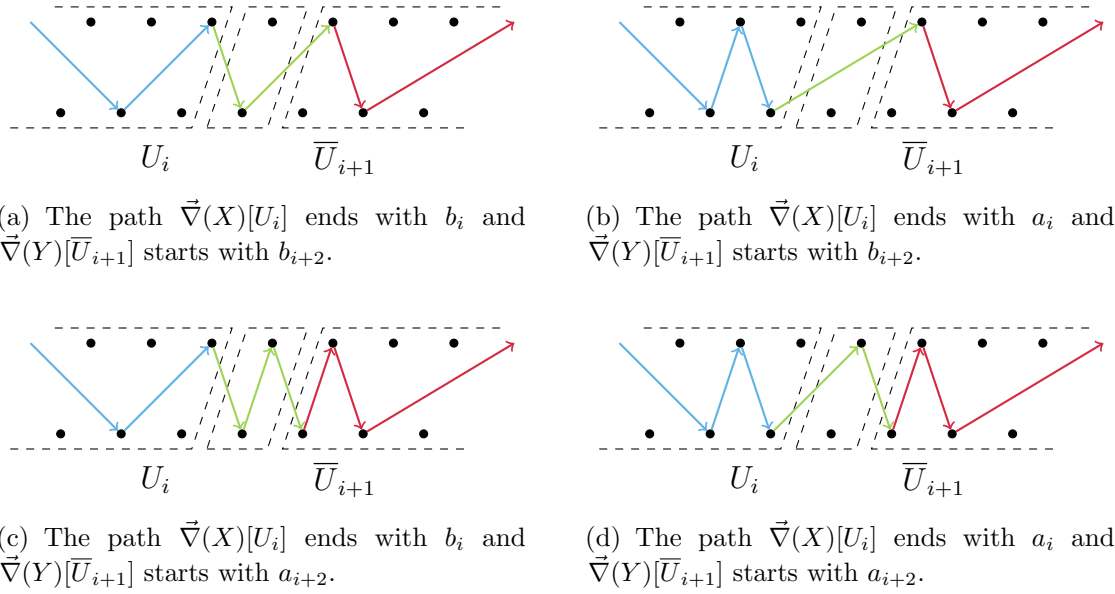 $U_i$ $\overline{U}_{i+1}$
$U_i$ $\overline{U}_{i+1}$
(a) The path $\vec{\nabla}(X)[U_i]$ ends with $b_i$ and
$\vec{\nabla}(Y)[\overline{U}_{i+1}]$ starts with $b_{i+2}$.
(b) The path $\vec{\nabla}(X)[U_i]$ ends with $a_i$ and
$\vec{\nabla}(Y)[\overline{U}_{i+1}]$ starts with $b_{i+2}$.
$U_i$ $\overline{U}_{i+1}$
$U_i$ $\overline{U}_{i+1}$
(c) The path $\vec{\nabla}(X)[U_i]$ ends with $b_i$ and
$\vec{\nabla}(Y)[\overline{U}_{i+1}]$ starts with $a_{i+2}$.
(d) The path $\vec{\nabla}(X)[U_i]$ ends with $a_i$ and
$\vec{\nabla}(Y)[\overline{U}_{i+1}]$ starts with $a_{i+2}$.